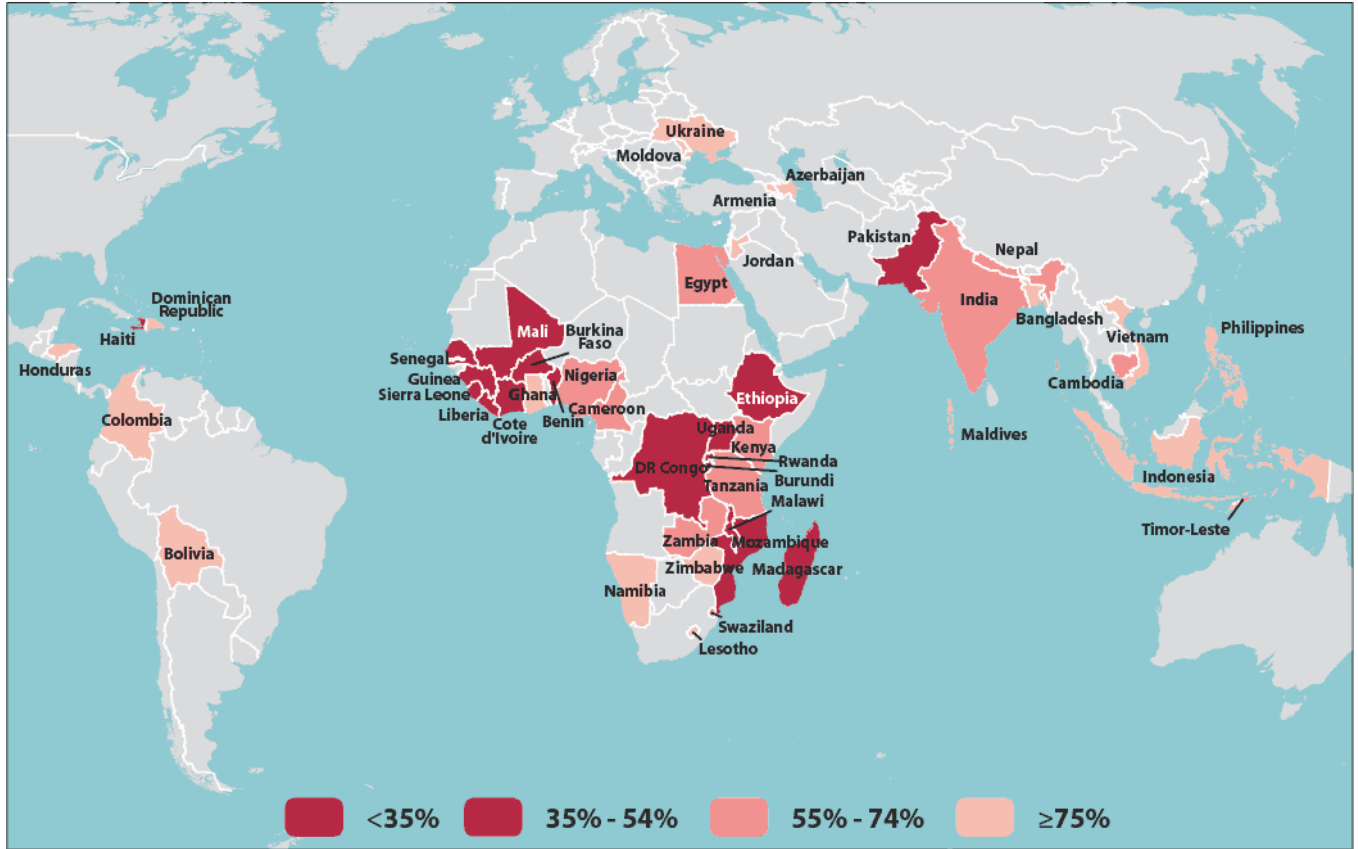 Ukraine
Moldova
Azerbaijan
Armenia
Pakistan
Nepal
Jordan
Egypt
India
Dominican
Republic
Bangladesh
Mali
Burkina
Faso
Philippines
Haiti
Vietnam
Senegal
Honduras
Nigeria
Guinea
Cambodia
Sierra Leone
Ghana
Ethiopia
Cameroon
Liberia
Benin
Colombia
Cote
d'Ivoire
Uganda
Maldives
Kenya
Rwanda
DR Congo
Burundi
Indonesia
Tanzania
Malawi
Timor-Leste
Zambia
Mozambique
Bolivia
Zimbabwe
Madagascar
Namibia
Swaziland
Lesotho
<35% 35% - 54% 55% - 74% ≥75%